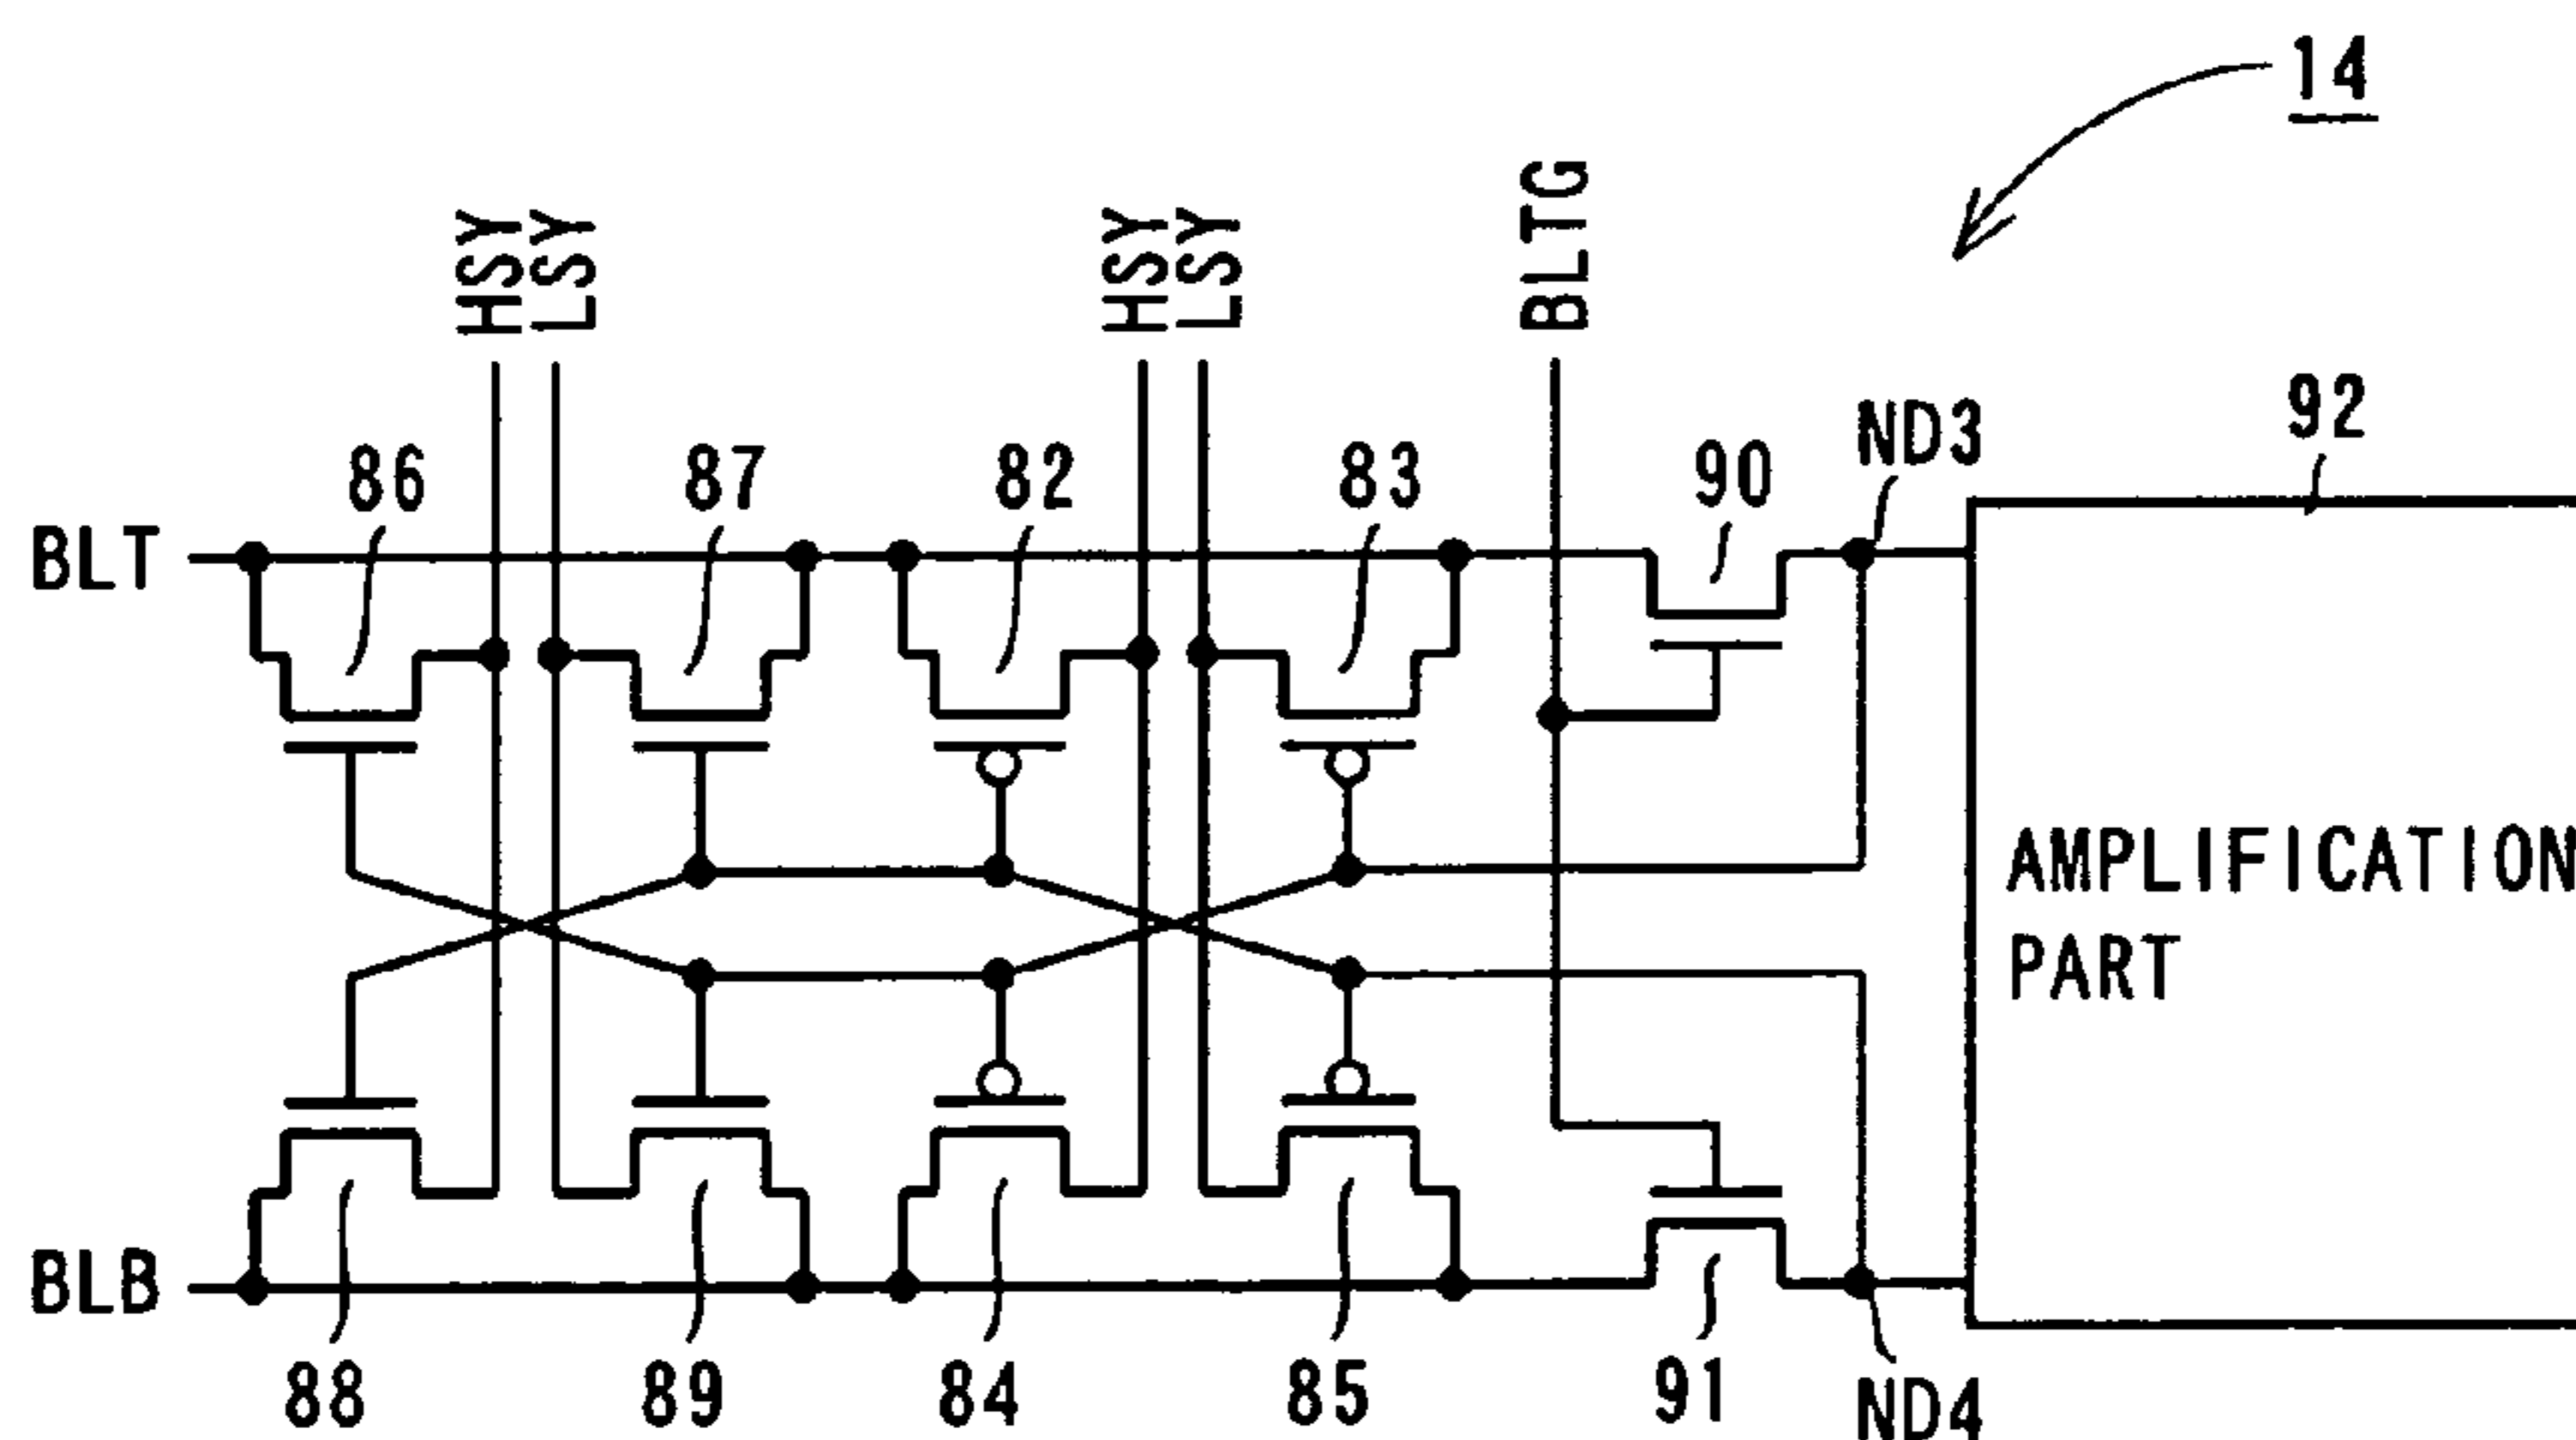 14
HSY
LSY
HSY
LSY
BLTG
92
ND3
86
87
82
83
90
BLT
AMPLIFICATION
PART
BLB
88
89
84
85
91
ND4